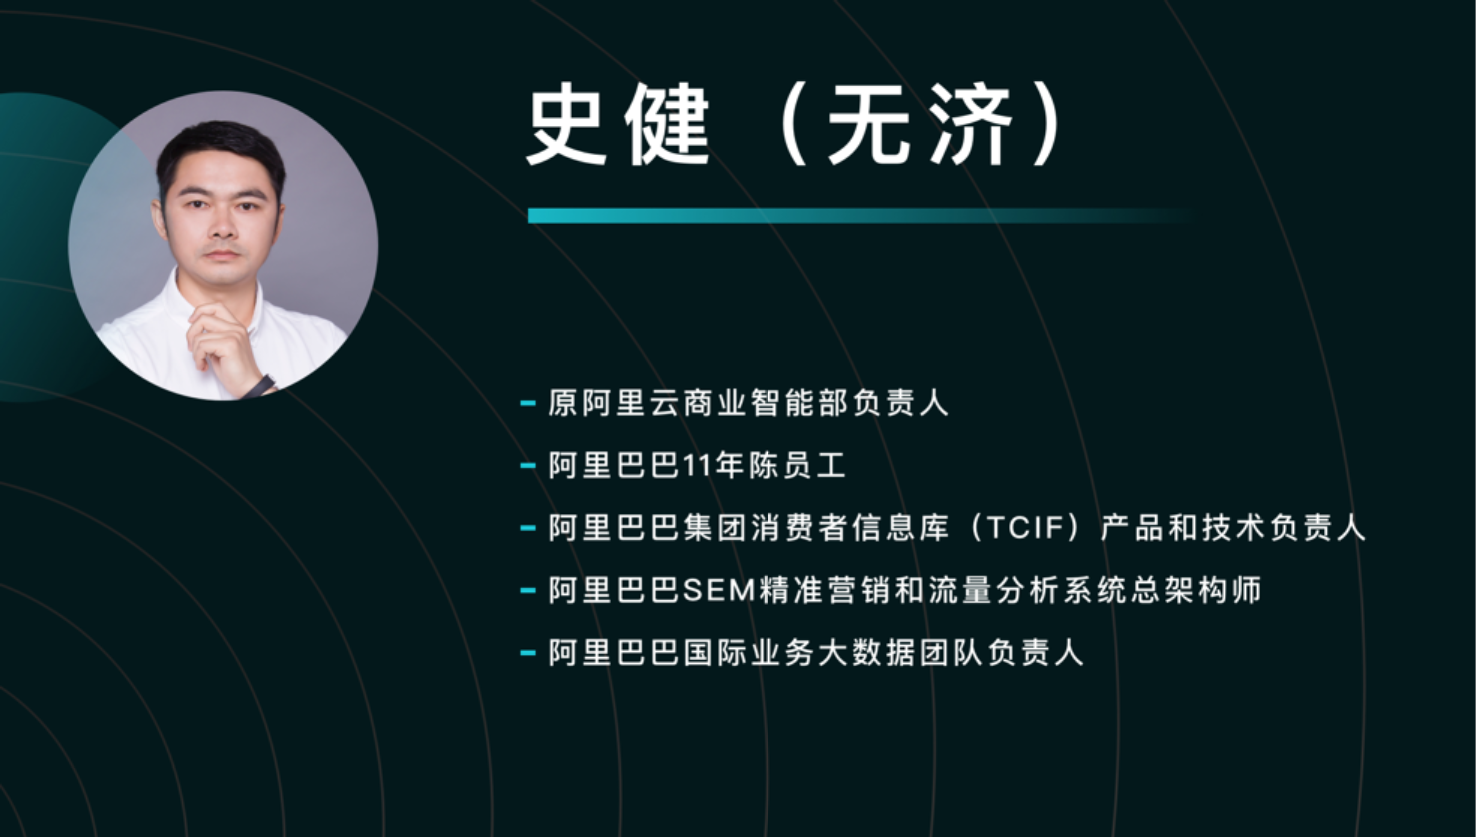 史健（无济）
- 原阿里云商业智能部负责人
- 阿里巴巴11年陈员工
- 阿里巴巴集团消费者信息库（TCIF）产品和技术负责人
- 阿里巴巴SEM精准营销和流量分析系统总架构师
- 阿里巴巴国际业务大数据团队负责人